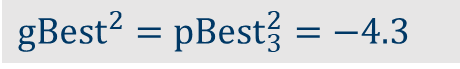 gBest² = pBest₃² = −4.3